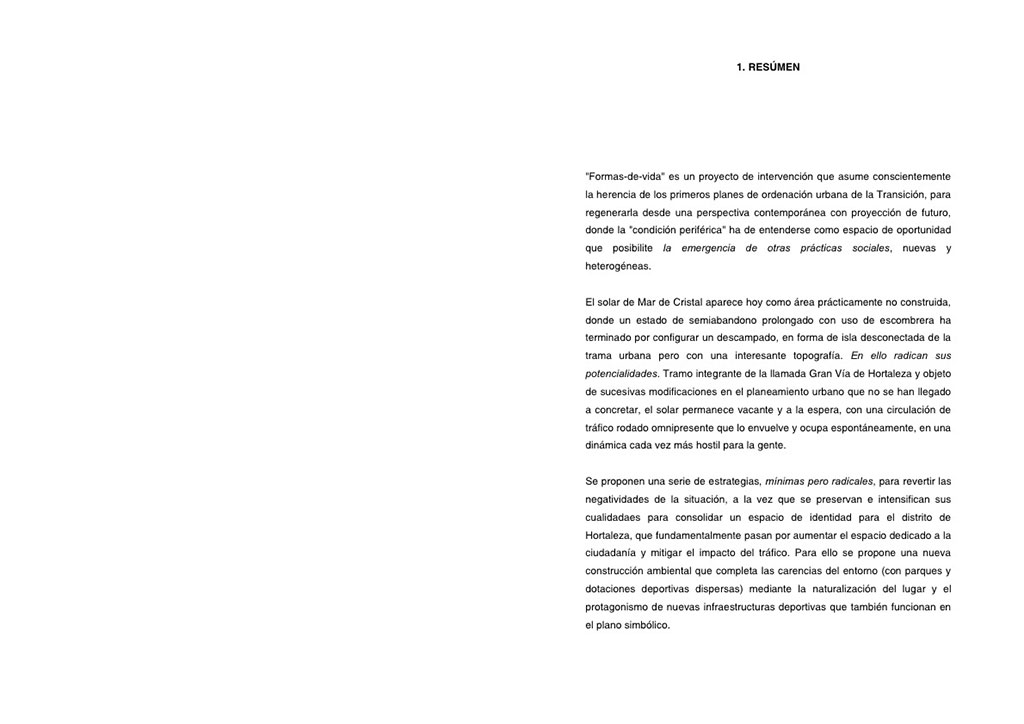 1. RESÚMEN
"Formas-de-vida" es un proyecto de intervención que asume conscientemente
la herencia de los primeros planes de ordenación urbana de la Transición, para
regenerarla desde una perspectiva contemporánea con proyección de futuro,
donde la "condición periférica" ha de entenderse como espacio de oportunidad
que posibilite la emergencia de otras prácticas sociales, nuevas y
heterogéneas.
El solar de Mar de Cristal aparece hoy como área prácticamente no construida,
donde un estado de semiabandono prolongado con uso de escombrera ha
terminado por configurar un descampado, en forma de isla desconectada de la
trama urbana pero con una interesante topografía. En ello radican sus
potencialidades. Tramo integrante de la llamada Gran Vía de Hortaleza y objeto
de sucesivas modificaciones en el planeamiento urbano que no se han llegado
a concretar, el solar permanece vacante y a la espera, con una circulación de
tráfico rodado omnipresente que lo envuelve y ocupa espontáneamente, en una
dinámica cada vez más hostil para la gente.
Se proponen una serie de estrategias, mínimas pero radicales, para revertir las
negatividades de la situación, a la vez que se preservan e intensifican sus
cualidadaes para consolidar un espacio de identidad para el distrito de
Hortaleza, que fundamentalmente pasan por aumentar el espacio dedicado a la
ciudadanía y mitigar el impacto del tráfico. Para ello se propone una nueva
construcción ambiental que completa las carencias del entorno (con parques y
dotaciones deportivas dispersas) mediante la naturalización del lugar y el
protagonismo de nuevas infraestructuras deportivas que también funcionan en
el plano simbólico.